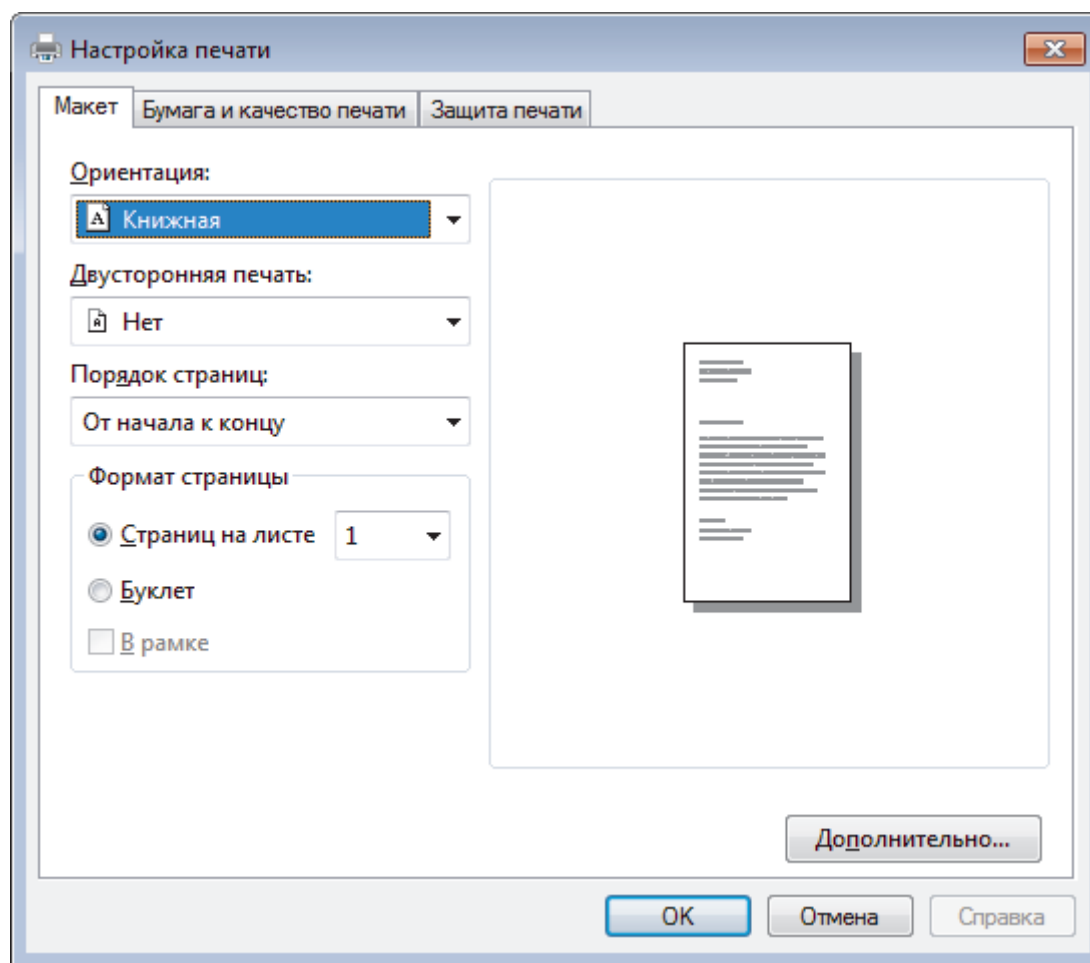 Настройка печати
Макет
Бумага и качество печати
Защита печати
Ориентация:
A Книжная
Двусторонняя печать:
A Нет
Порядок страниц:
От начала к концу
Формат страницы
Страниц на листе 1
Буклет
В рамке
Дополнительно...
OK
Отмена
Справка